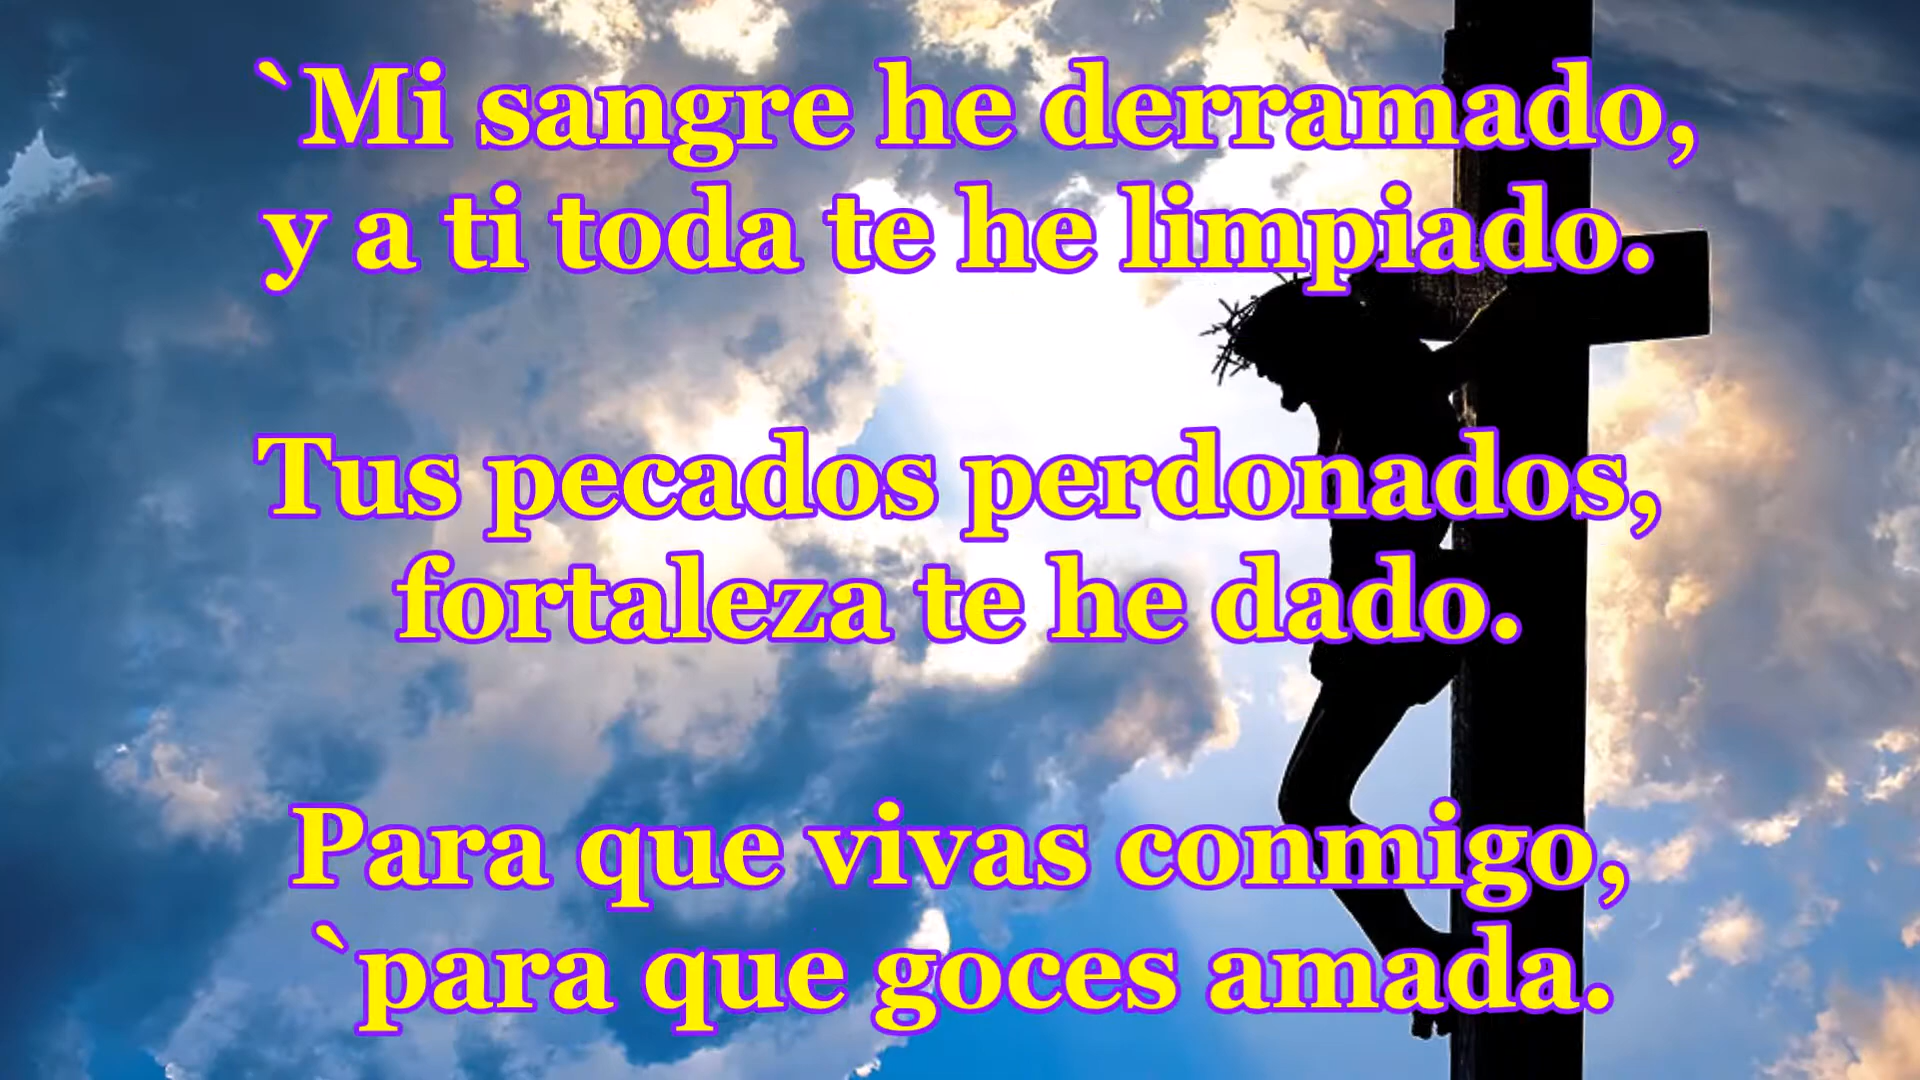 `Mi sangre he derramado,
y a ti toda te he limpiado.
Tus pecados perdonados,
fortaleza te he dado.
Para que vivas conmigo,
`para que goces amada.